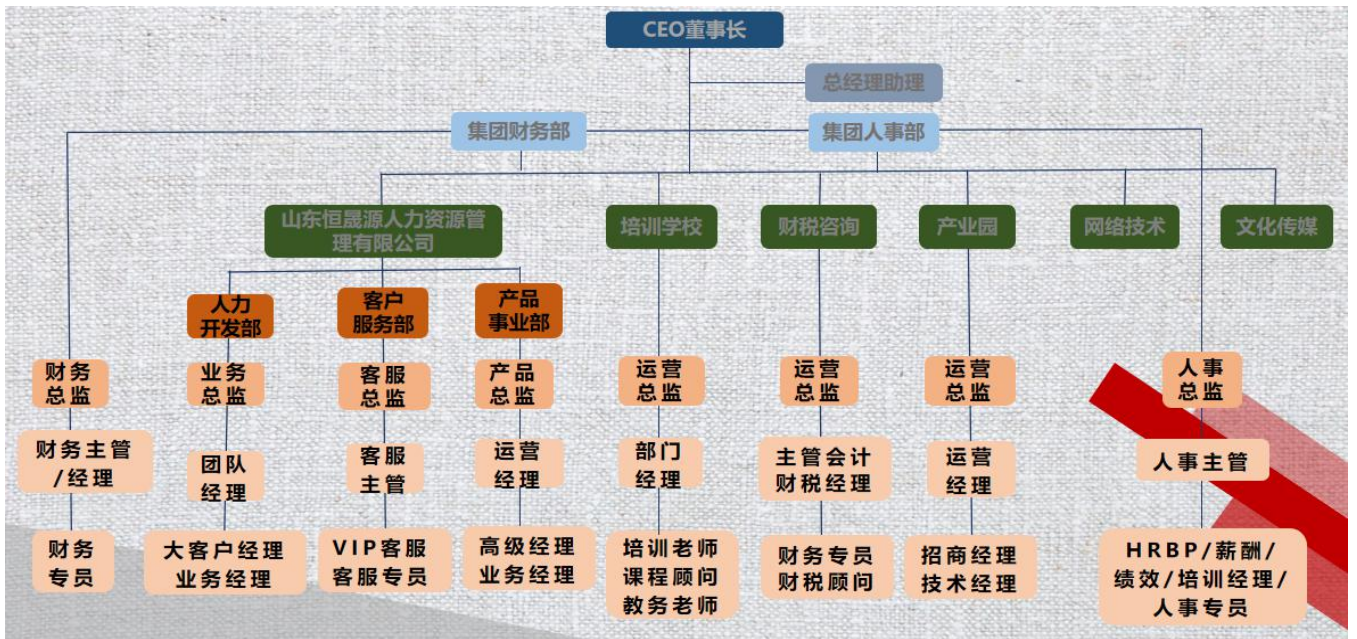 CEO董事长
总经理助理
集团财务部
集团人事部
山东恒晟源人力资源管
理有限公司
培训学校
财税咨询
产业园
网络技术
文化传媒
人力
开发部
客户
服务部
产品
事业部
财务
总监
业务
总监
客服
总监
产品
总监
运营
总监
运营
总监
运营
总监
人事
总监
财务主管
/经理
团队
经理
客服
主管
运营
经理
部门
经理
主管会计
财税经理
运营
经理
人事主管
财务
专员
大客户经理
业务经理
VIP客服
客服专员
高级经理
业务经理
培训老师
课程顾问
教务老师
财务专员
财税顾问
招商经理
技术经理
HRBP/薪酬/
绩效/培训经理/
人事专员